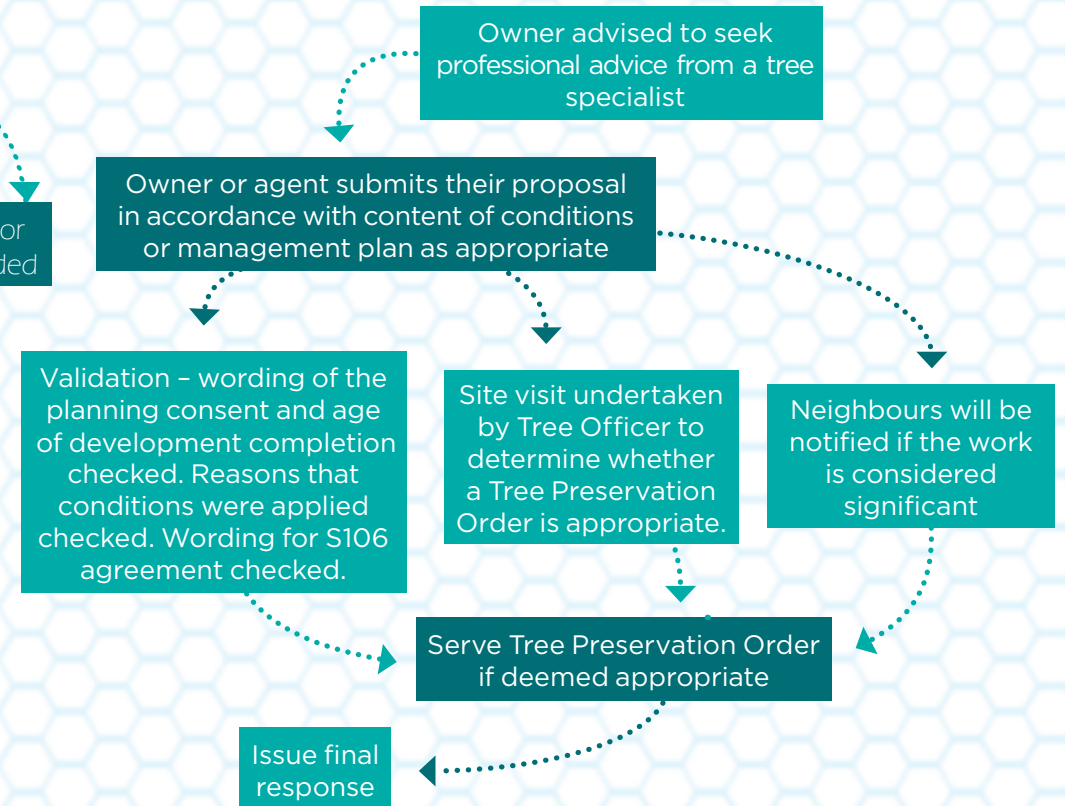 Owner advised to seek
professional advice from a tree
specialist
Owner or agent submits their proposal
in accordance with content of conditions
or management plan as appropriate
or
Validation – wording of the
planning consent and age
of development completion
checked. Reasons that
conditions were applied
checked. Wording for S106
agreement checked.
Site visit undertaken
by Tree Officer to
determine whether
a Tree Preservation
Order is appropriate.
Neighbours will be
notified if the work
is considered
significant
Serve Tree Preservation Order
if deemed appropriate
Issue final
response